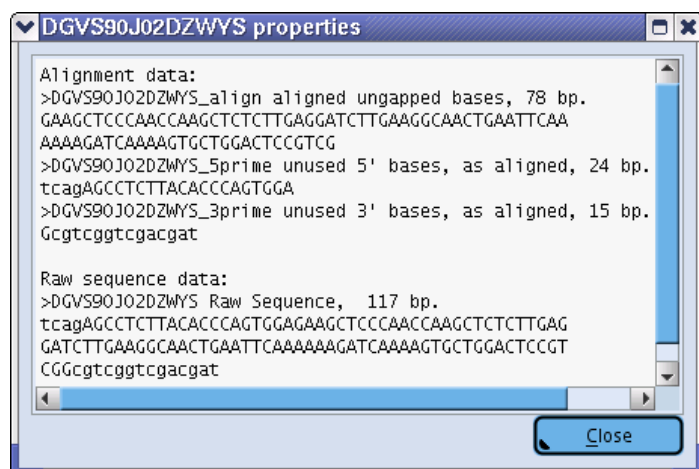 DGVS90J02DZWYS properties
Alignment data:
>DGVS90J02DZWYS_align aligned ungapped bases, 78 bp.
GAAGCTCCCAACCAAGCTCTCTTGAGGATCTTGAAGGCAACTGAATTCAA
AAAAGATCAAAAGTGCTGGACTCCGTCG
>DGVS90J02DZWYS_5prime unused 5' bases, as aligned, 24 bp.
tcagAGCCTCTTACACCCAGTGGA
>DGVS90J02DZWYS_3prime unused 3' bases, as aligned, 15 bp.
Gcgtcggtcgacgat
Raw sequence data:
>DGVS90J02DZWYS Raw Sequence,  117 bp.
tcagAGCCTCTTACACCCAGTGGAGAAGCTCCCAACCAAGCTCTCTTGAG
GATCTTGAAGGCAACTGAATTCAAAAAAGATCAAAAGTGCTGGACTCCGT
CGGcgtcggtcgacgat
Close